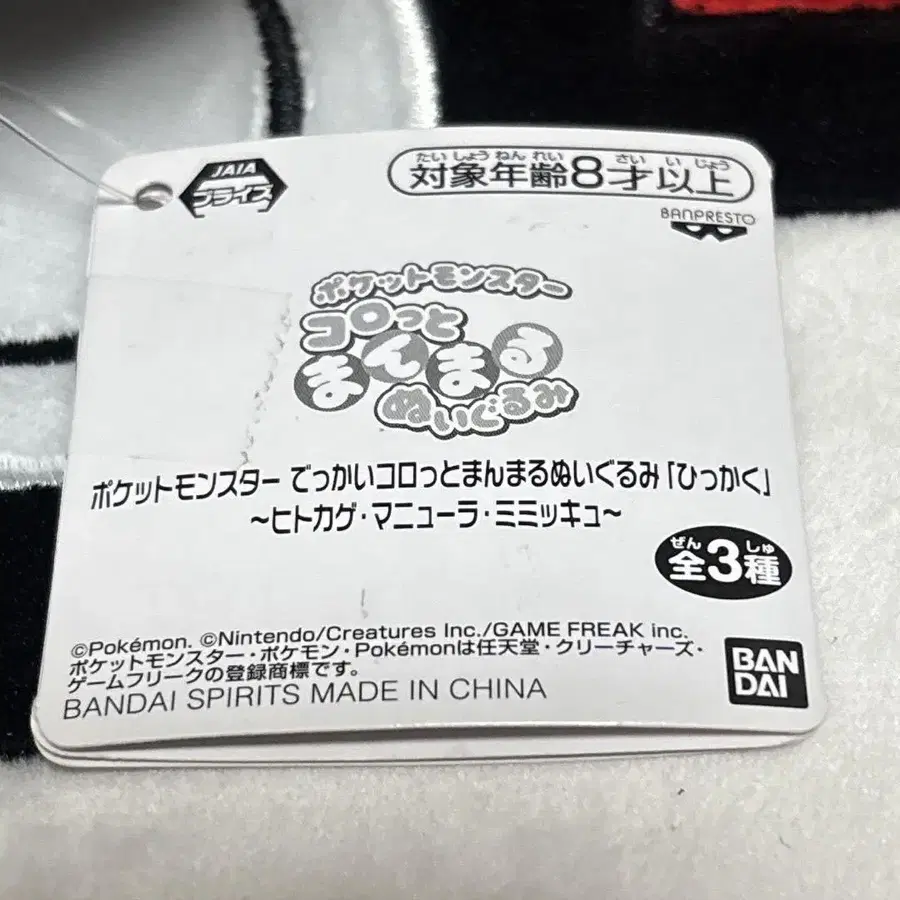 JAIA
プライズ
たいしょうねんれい さいいじょう
対象年齢8才以上
BANPRESTO
ポケットモンスター
コロっと
まんまる
ぬいぐるみ
ポケットモンスター でっかいコロっとまんまるぬいぐるみ「ひっかく」
～ヒトカゲ・マニューラ・ミミッキュ～
ぜん しゅ
全3種
©Pokémon. ©Nintendo/Creatures Inc./GAME FREAK inc.
ポケットモンスター・ポケモン・Pokémonは任天堂・クリーチャーズ・
ゲームフリークの登録商標です。
BANDAI SPIRITS MADE IN CHINA
BAN
DAI